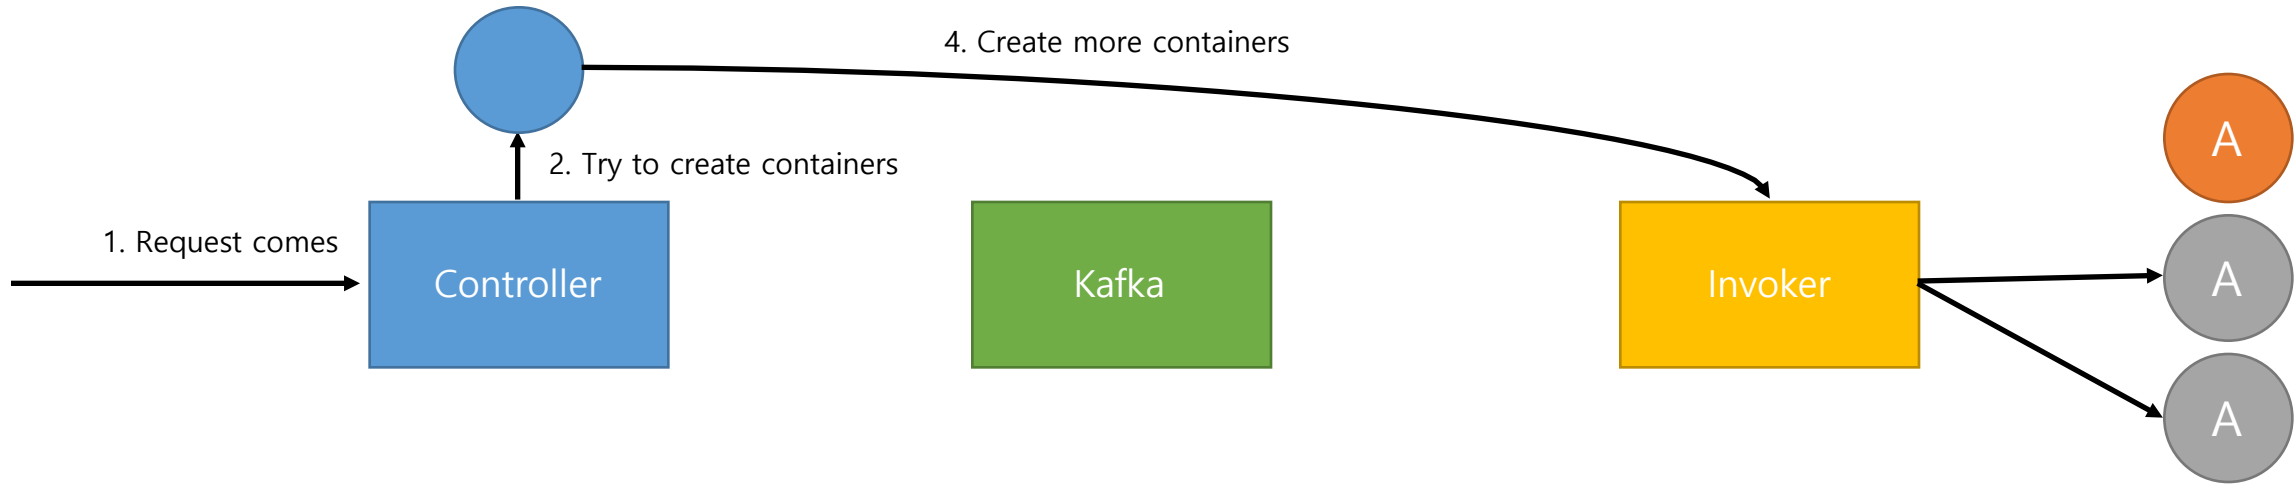 4. Create more containers
A
2. Try to create containers
1. Request comes
Controller
Kafka
Invoker
A
A